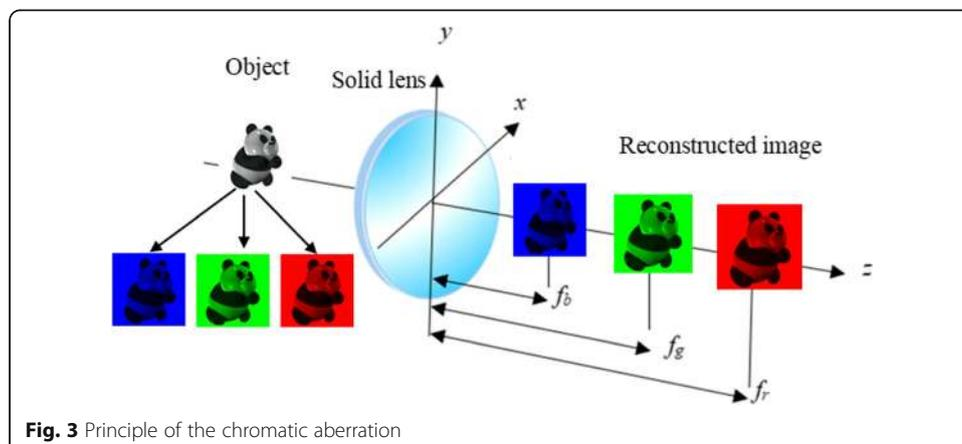 y
Object
Solid lens
x
Reconstructed image
z
f_b
f_g
f_r
Fig. 3 Principle of the chromatic aberration